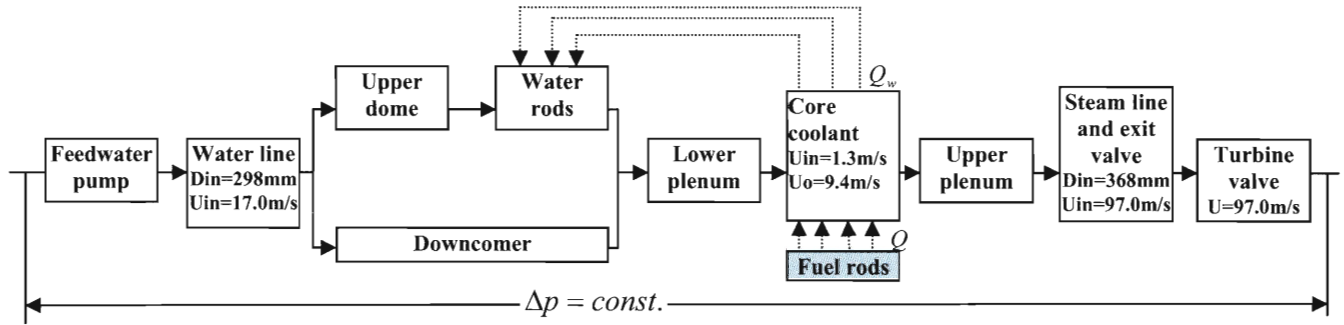 Feedwater
pump
Water line
Din=298mm
Uin=17.0m/s
Upper
dome
Water
rods
Downcomer
Lower
plenum
Q_w
Core
coolant
Uin=1.3m/s
Uo=9.4m/s
Q
Fuel rods
Upper
plenum
Steam line
and exit
valve
Din=368mm
Uin=97.0m/s
Turbine
valve
U=97.0m/s
Δp = const.